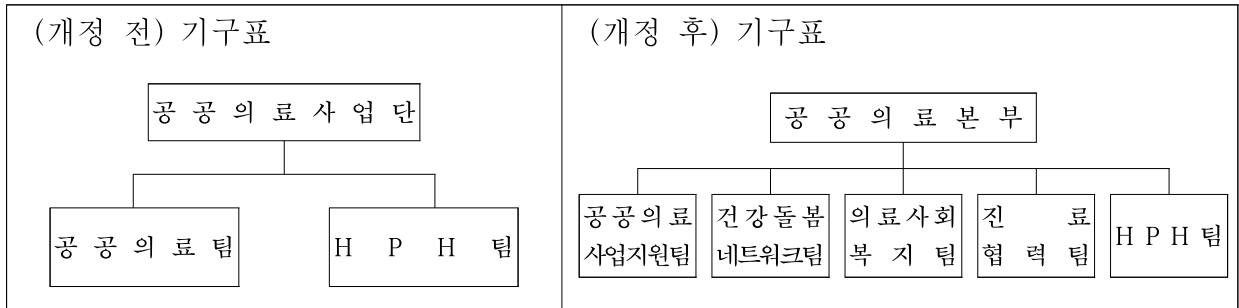 (개정 전) 기구표
공 공 의 료 사 업 단
공 공 의 료 팀
H P H 팀
(개정 후) 기구표
공 공 의 료 본 부
공공의료
사업지원팀
건강돌봄
네트워크팀
의료사회
복 지 팀
진 료
협 력 팀
H P H 팀